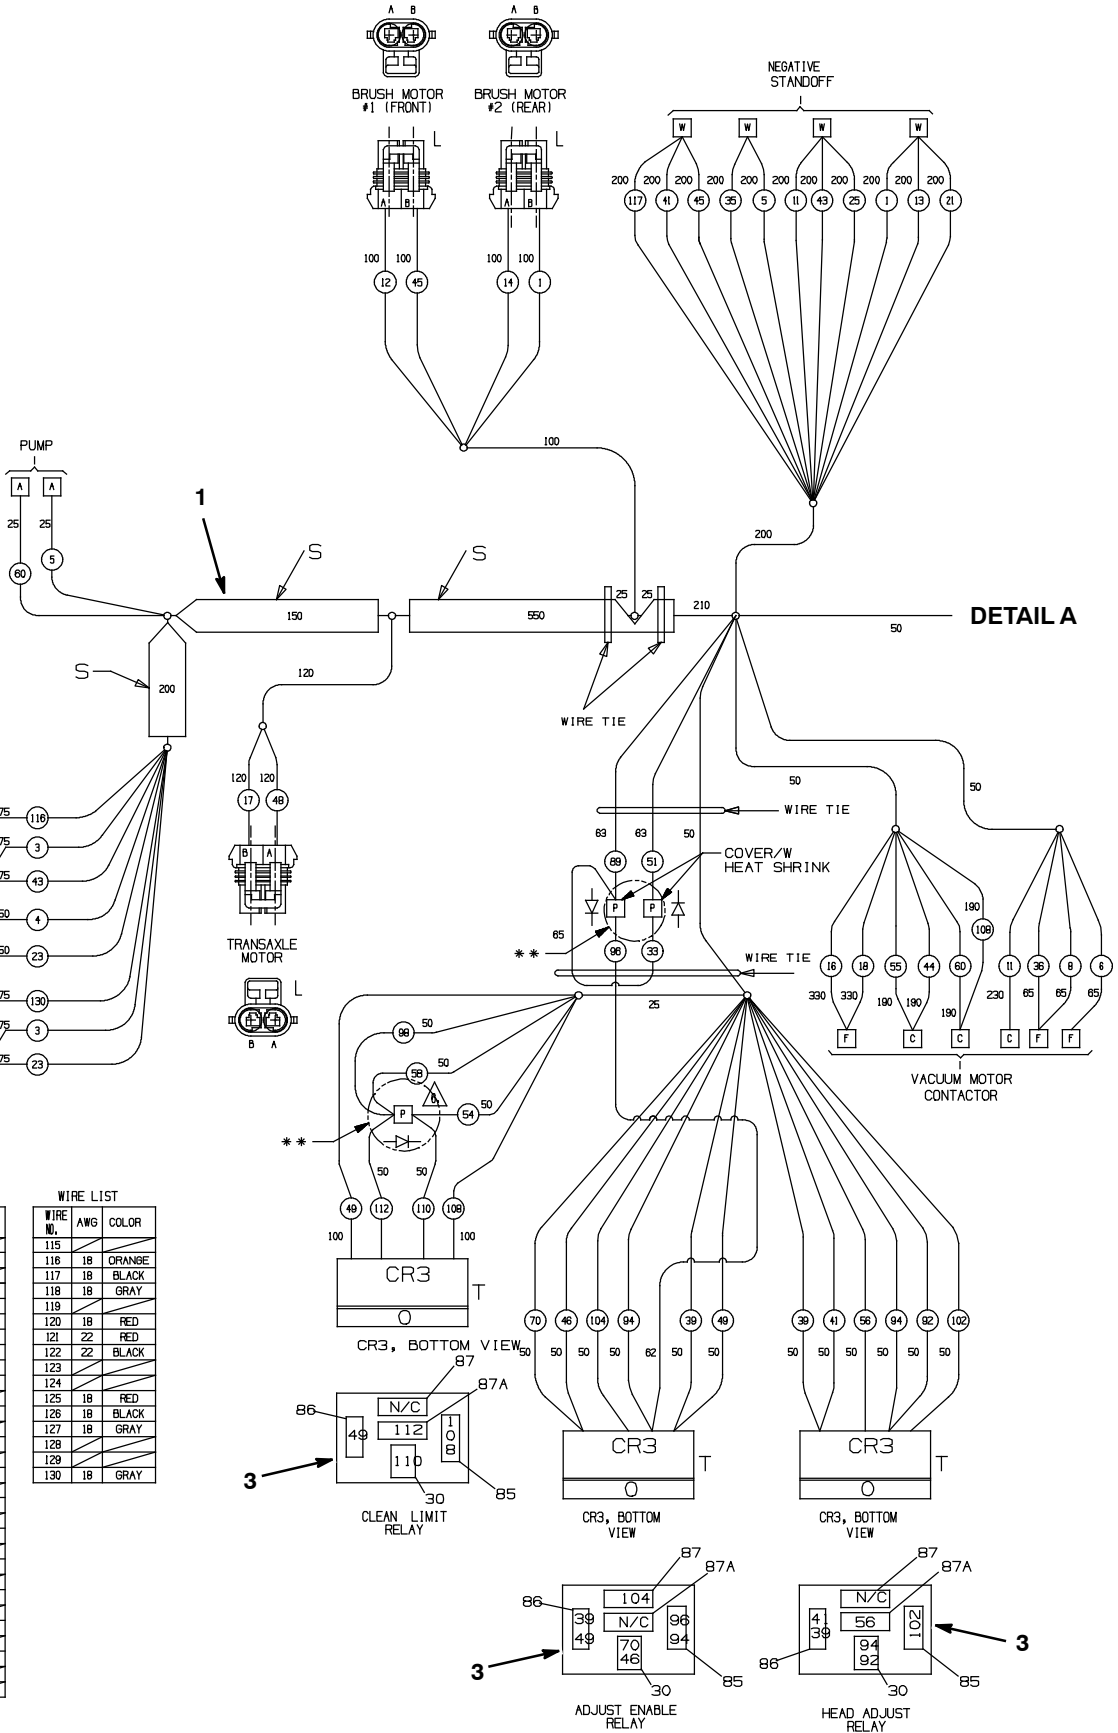 A B
A B
BRUSH MOTOR
#1 (FRONT)
BRUSH MOTOR
#2 (REAR)
L
L
A B
A B
100 100 100 100
12 45 14 1
100
NEGATIVE
STANDOFF
W W W W
200 200 200 200 200 200 200 200 200 200 200
117 41 45 35 5 11 43 25 1 13 21
200
PUMP
A A
25 25
60 5
1
S
S
150
550
25 25
210
50
DETAIL A
S
200
120
WIRE TIE
120 120
17 48
B A
TRANSAXLE
MOTOR
L
B A
75 116
75 3
75 43
50 4
50 23
75 130
75 3
75 23
50
50
WIRE TIE
63 63 50
89 51
COVER/W
HEAT SHRINK
P P
65
**
96 33
WIRE TIE
25
190
109
16 18 55 44 60 11 36 8 6
330 330 190 190 190 230 65 65 65
F C C C F F
VACUUM MOTOR
CONTACTOR
98 50
58 50
54 50
P
6.
**
50 50
49 112 110 108
100 100
CR3
T
O
CR3, BOTTOM VIEW
70 46 104 94 39 49
50 50 50 50 62 50 50
39 41 56 94 92 102
50 50 50 50 50 50
CR3
T
O
CR3, BOTTOM
VIEW
CR3
T
O
CR3, BOTTOM
VIEW
WIRE LIST
WIRE NO. AWG COLOR
115
116 18 ORANGE
117 18 BLACK
118 18 GRAY
119
120 18 RED
121 22 RED
122 22 BLACK
123
124
125 18 RED
126 18 BLACK
127 18 GRAY
128
129
130 18 GRAY
87
87A
86
N/C
49
112
108
110
3
30
85
CLEAN LIMIT
RELAY
87
87A
86
104
39
49
N/C
96
94
70
46
3
30
85
ADJUST ENABLE
RELAY
87
87A
N/C
41
39
56
102
94
92
3
86
30
85
HEAD ADJUST
RELAY